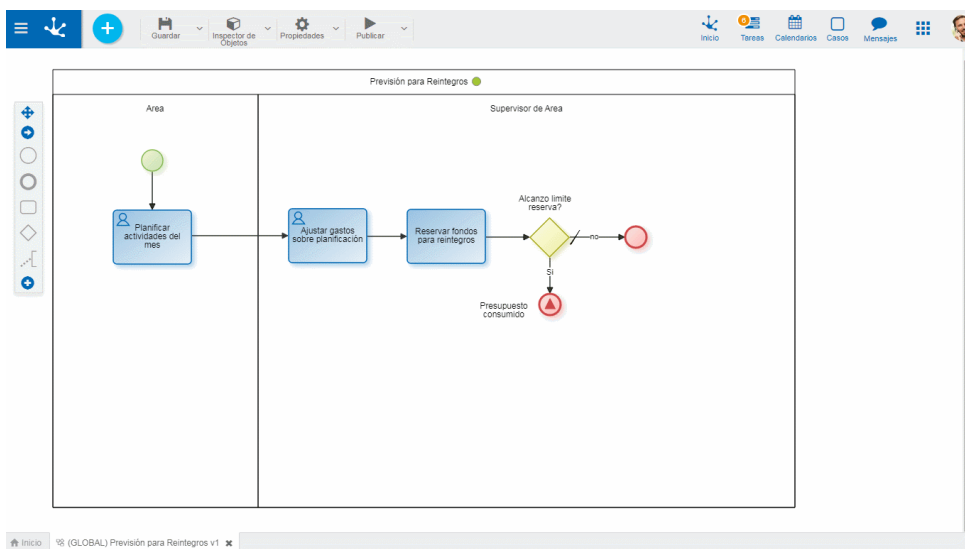 Guardar
Inspector de
Objetos
Propiedades
Publicar
Inicio
6
Tareas
Calendarios
Casos
Mensajes
Previsión para Reintegros
Area
Supervisor de Area
Planificar
actividades del
mes
Ajustar gastos
sobre planificación
Reservar fondos
para reintegros
Alcanzo limite
reserva?
no
Si
Presupuesto
consumido
Inicio
(GLOBAL) Previsión para Reintegros v1